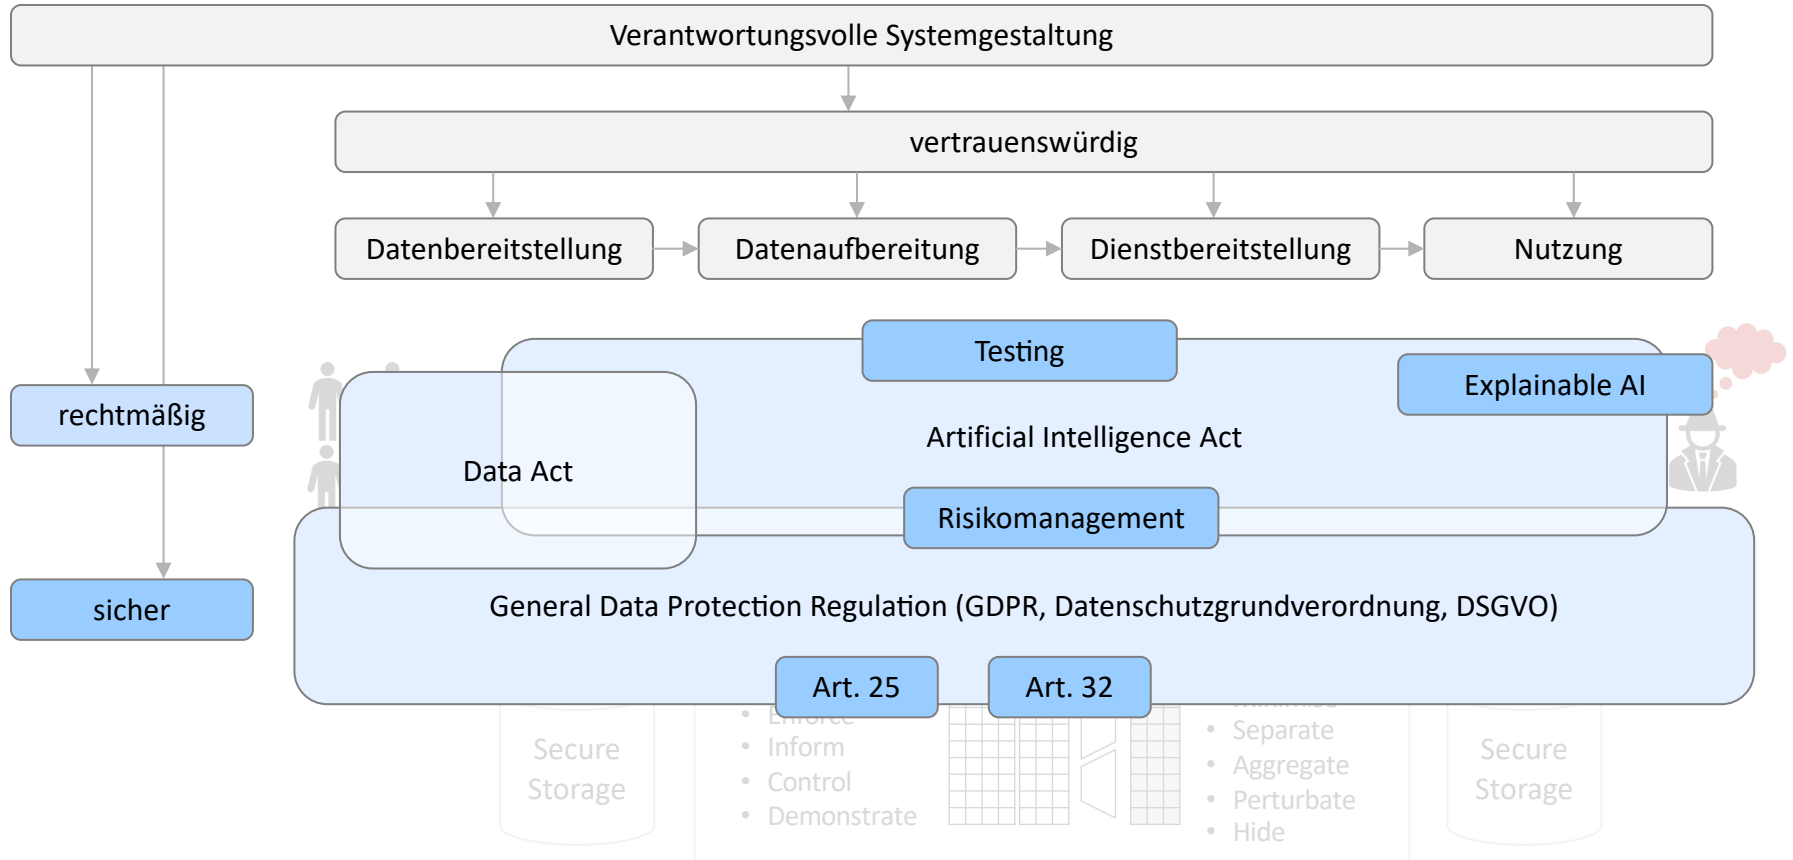 Verantwortungsvolle Systemgestaltung
vertrauenswürdig
Datenbereitstellung
Datenaufbereitung
Dienstbereitstellung
Nutzung
Testing
Explainable AI
rechtmäßig
Artificial Intelligence Act
Data Act
Risikomanagement
sicher
General Data Protection Regulation (GDPR, Datenschutzgrundverordnung, DSGVO)
Art. 25
Art. 32
Secure
Storage
• Enforce
• Inform
• Control
• Demonstrate
Minimise
• Separate
• Aggregate
• Perturbate
• Hide
Secure
Storage